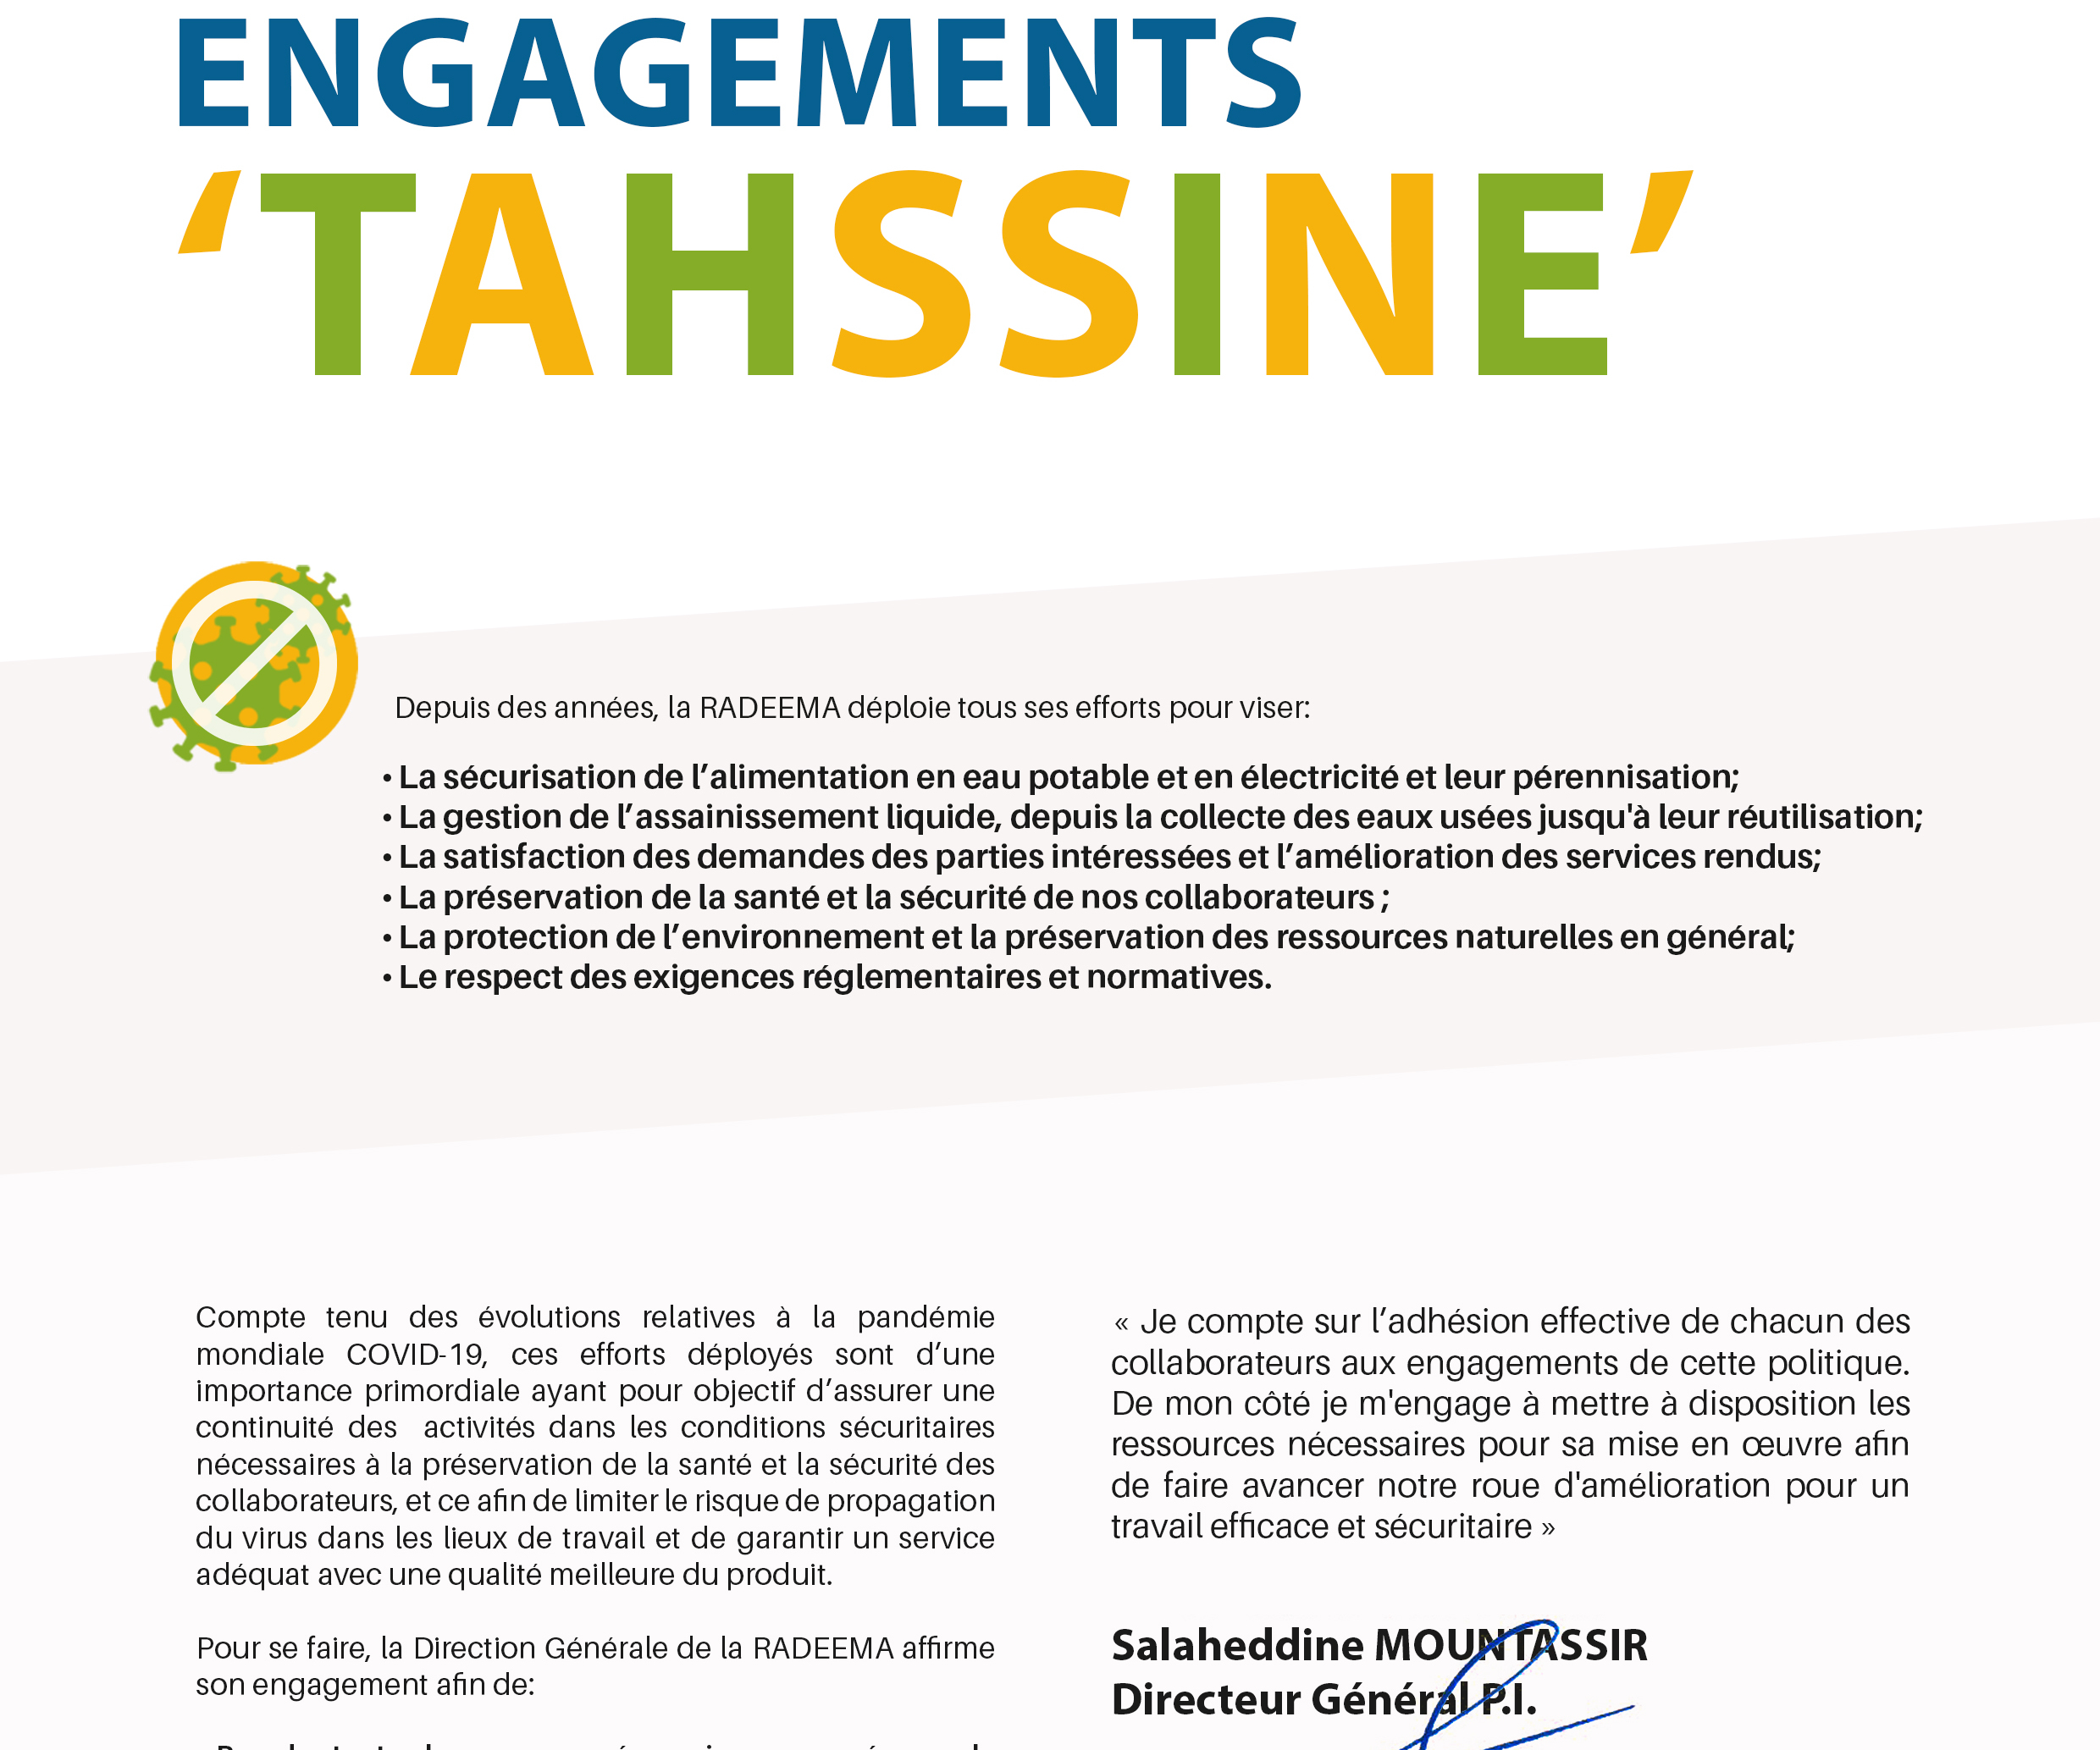 ENGAGEMENTS
‘TAHSSINE’
Depuis des années, la RADEEMA déploie tous ses efforts pour viser:
• La sécurisation de l’alimentation en eau potable et en électricité et leur pérennisation;
• La gestion de l’assainissement liquide, depuis la collecte des eaux usées jusqu'à leur réutilisation;
• La satisfaction des demandes des parties intéressées et l’amélioration des services rendus;
• La préservation de la santé et la sécurité de nos collaborateurs ;
• La protection de l’environnement et la préservation des ressources naturelles en général;
• Le respect des exigences réglementaires et normatives.
Compte tenu des évolutions relatives à la pandémie
mondiale COVID-19, ces efforts déployés sont d’une
importance primordiale ayant pour objectif d’assurer une
continuité des activités dans les conditions sécuritaires
nécessaires à la préservation de la santé et la sécurité des
collaborateurs, et ce afin de limiter le risque de propagation
du virus dans les lieux de travail et de garantir un service
adéquat avec une qualité meilleure du produit.
Pour se faire, la Direction Générale de la RADEEMA affirme
son engagement afin de:
« Je compte sur l’adhésion effective de chacun des
collaborateurs aux engagements de cette politique.
De mon côté je m'engage à mettre à disposition les
ressources nécessaires pour sa mise en œuvre afin
de faire avancer notre roue d'amélioration pour un
travail efficace et sécuritaire »
Salaheddine MOUNTASSIR
Directeur Général P.I.